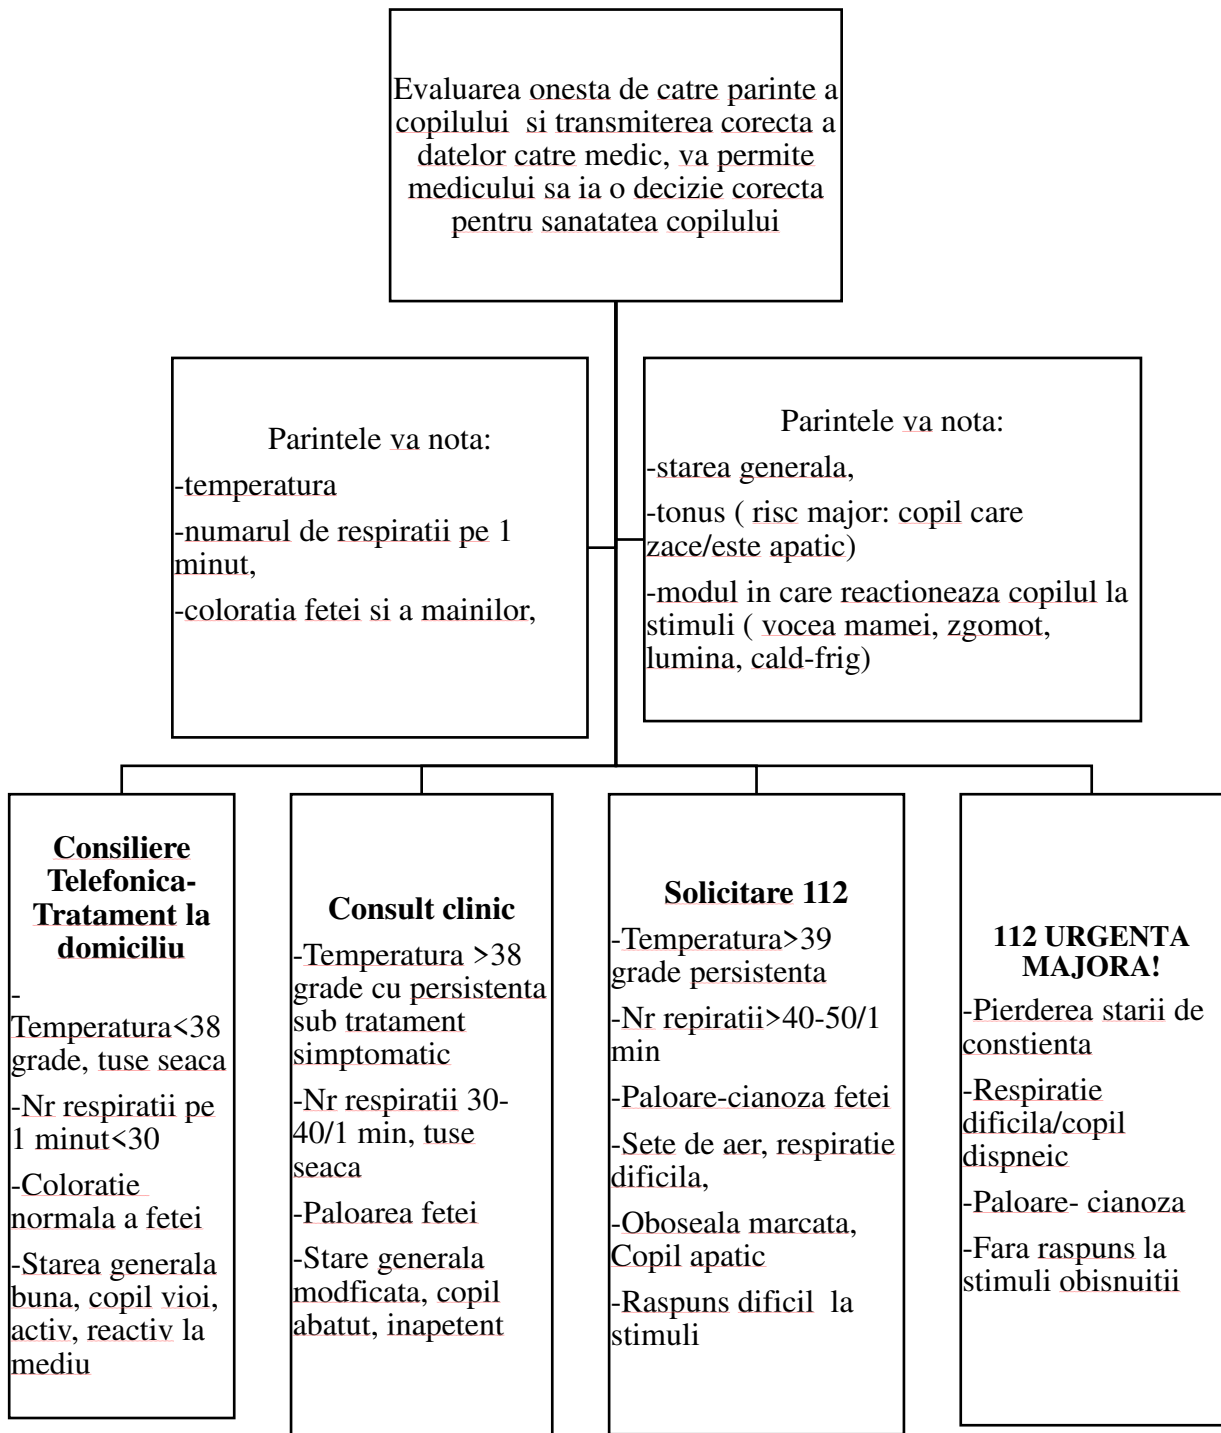 Evaluarea onesta de catre parinte a
copilului  si transmiterea corecta a
datelor catre medic, va permite
medicului sa ia o decizie corecta
pentru sanatatea copilului
Parintele va nota:
-temperatura
-numarul de respiratii pe 1
minut,
-coloratia fetei si a mainilor,
Parintele va nota:
-starea generala,
-tonus ( risc major: copil care
zace/este apatic)
-modul in care reactioneaza copilul la
stimuli ( vocea mamei, zgomot,
lumina, cald-frig)
Consiliere
Telefonica-
Tratament la
domiciliu
-
Temperatura<38
grade, tuse seaca
-Nr respiratii pe
1 minut<30
-Coloratie
normala a fetei
-Starea generala
buna, copil vioi,
activ, reactiv la
mediu
Consult clinic
-Temperatura >38
grade cu persistenta
sub tratament
simptomatic
-Nr respiratii 30-
40/1 min, tuse
seaca
-Paloarea fetei
-Stare generala
modficata, copil
abatut, inapetent
Solicitare 112
-Temperatura>39
grade persistenta
-Nr repiratii>40-50/1
min
-Paloare-cianoza fetei
-Sete de aer, respiratie
dificila,
-Oboseala marcata,
Copil apatic
-Raspuns dificil  la
stimuli
112 URGENTA
MAJORA!
-Pierderea starii de
constienta
-Respiratie
dificila/copil
dispneic
-Paloare- cianoza
-Fara raspuns la
stimuli obisnuitii